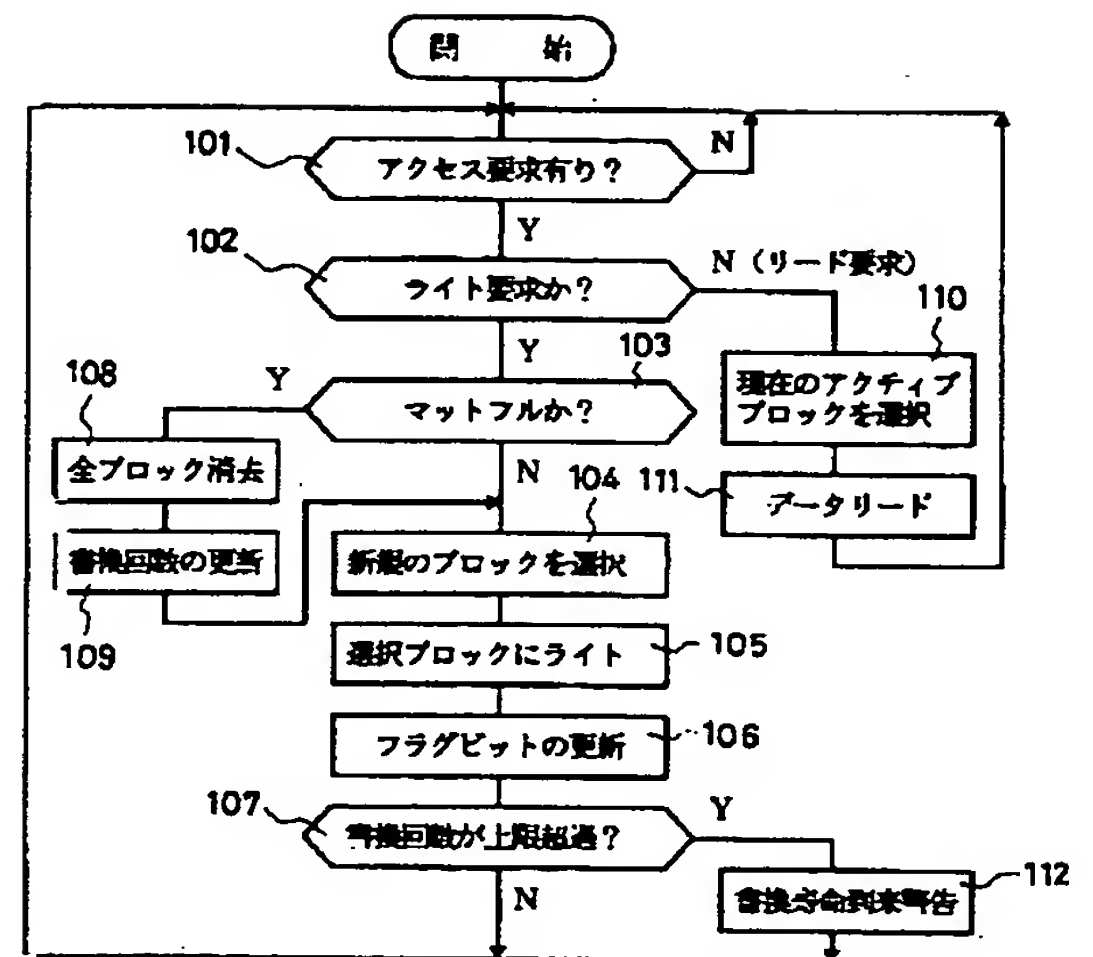 開 始
101
アクセス要求有り？
N
Y
102
ライト要求か？
N (リード要求)
Y
103
110
現在のアクティブ
ブロックを選択
108
Y
マットフルか？
全ブロック消去
N
104
111
データリード
書換回数の更新
新規のブロックを選択
109
選択ブロックにライト
105
フラグビットの更新
106
107
書換回数が上限超過？
Y
N
書換寿命到来警告
112